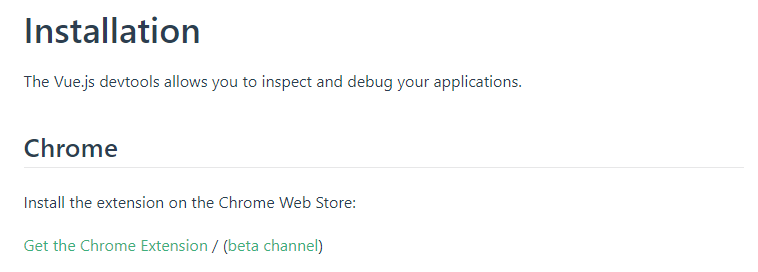 Installation
The Vue.js devtools allows you to inspect and debug your applications.
Chrome
Install the extension on the Chrome Web Store:
Get the Chrome Extension / (beta channel)